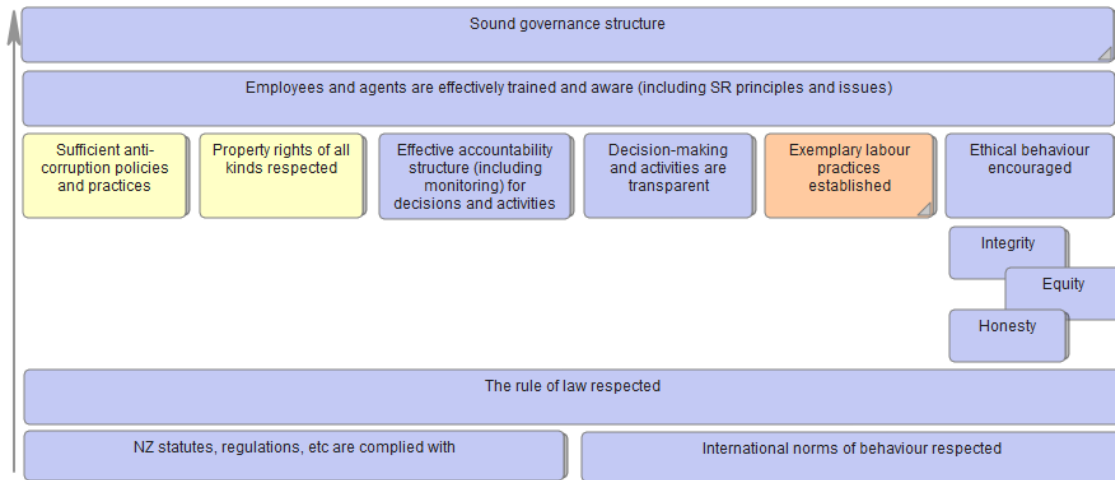 Sound governance structure
Employees and agents are effectively trained and aware (including SR principles and issues)
Sufficient anti-
corruption policies
and practices
Property rights of all
kinds respected
Effective accountability
structure (including
monitoring) for
decisions and activities
Decision-making
and activities are
transparent
Exemplary labour
practices
established
Ethical behaviour
encouraged
Integrity
Equity
Honesty
The rule of law respected
NZ statutes, regulations, etc are complied with
International norms of behaviour respected